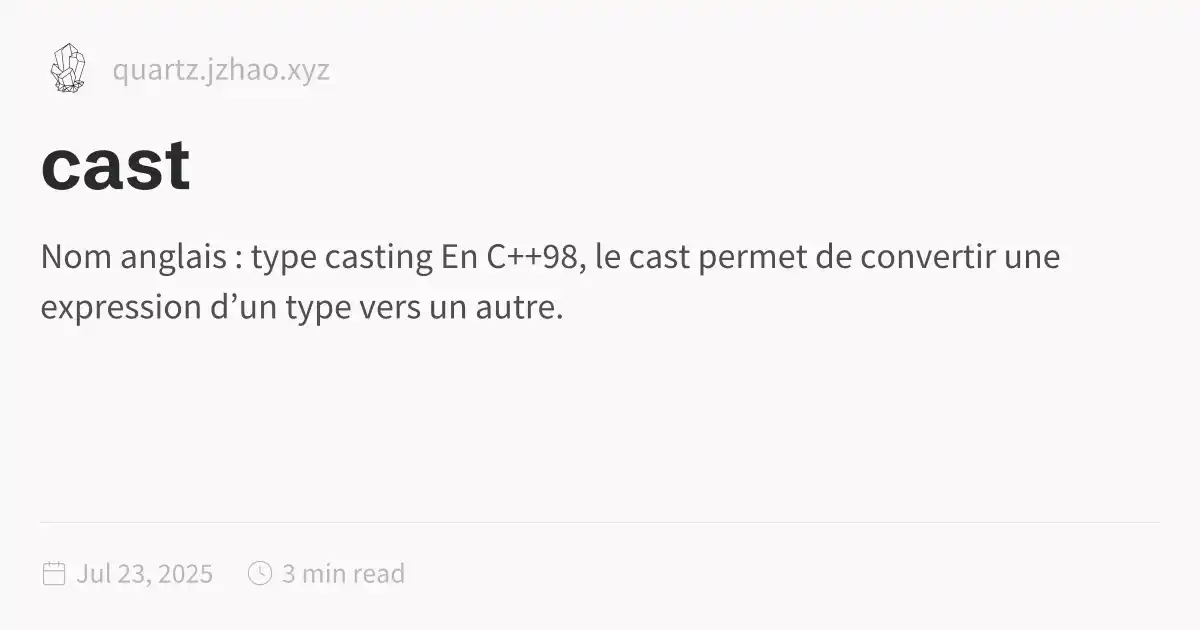 quartz.jzhao.xyz
cast
Nom anglais : type casting En C++98, le cast permet de convertir une
expression d’un type vers un autre.
Jul 23, 2025
3 min read